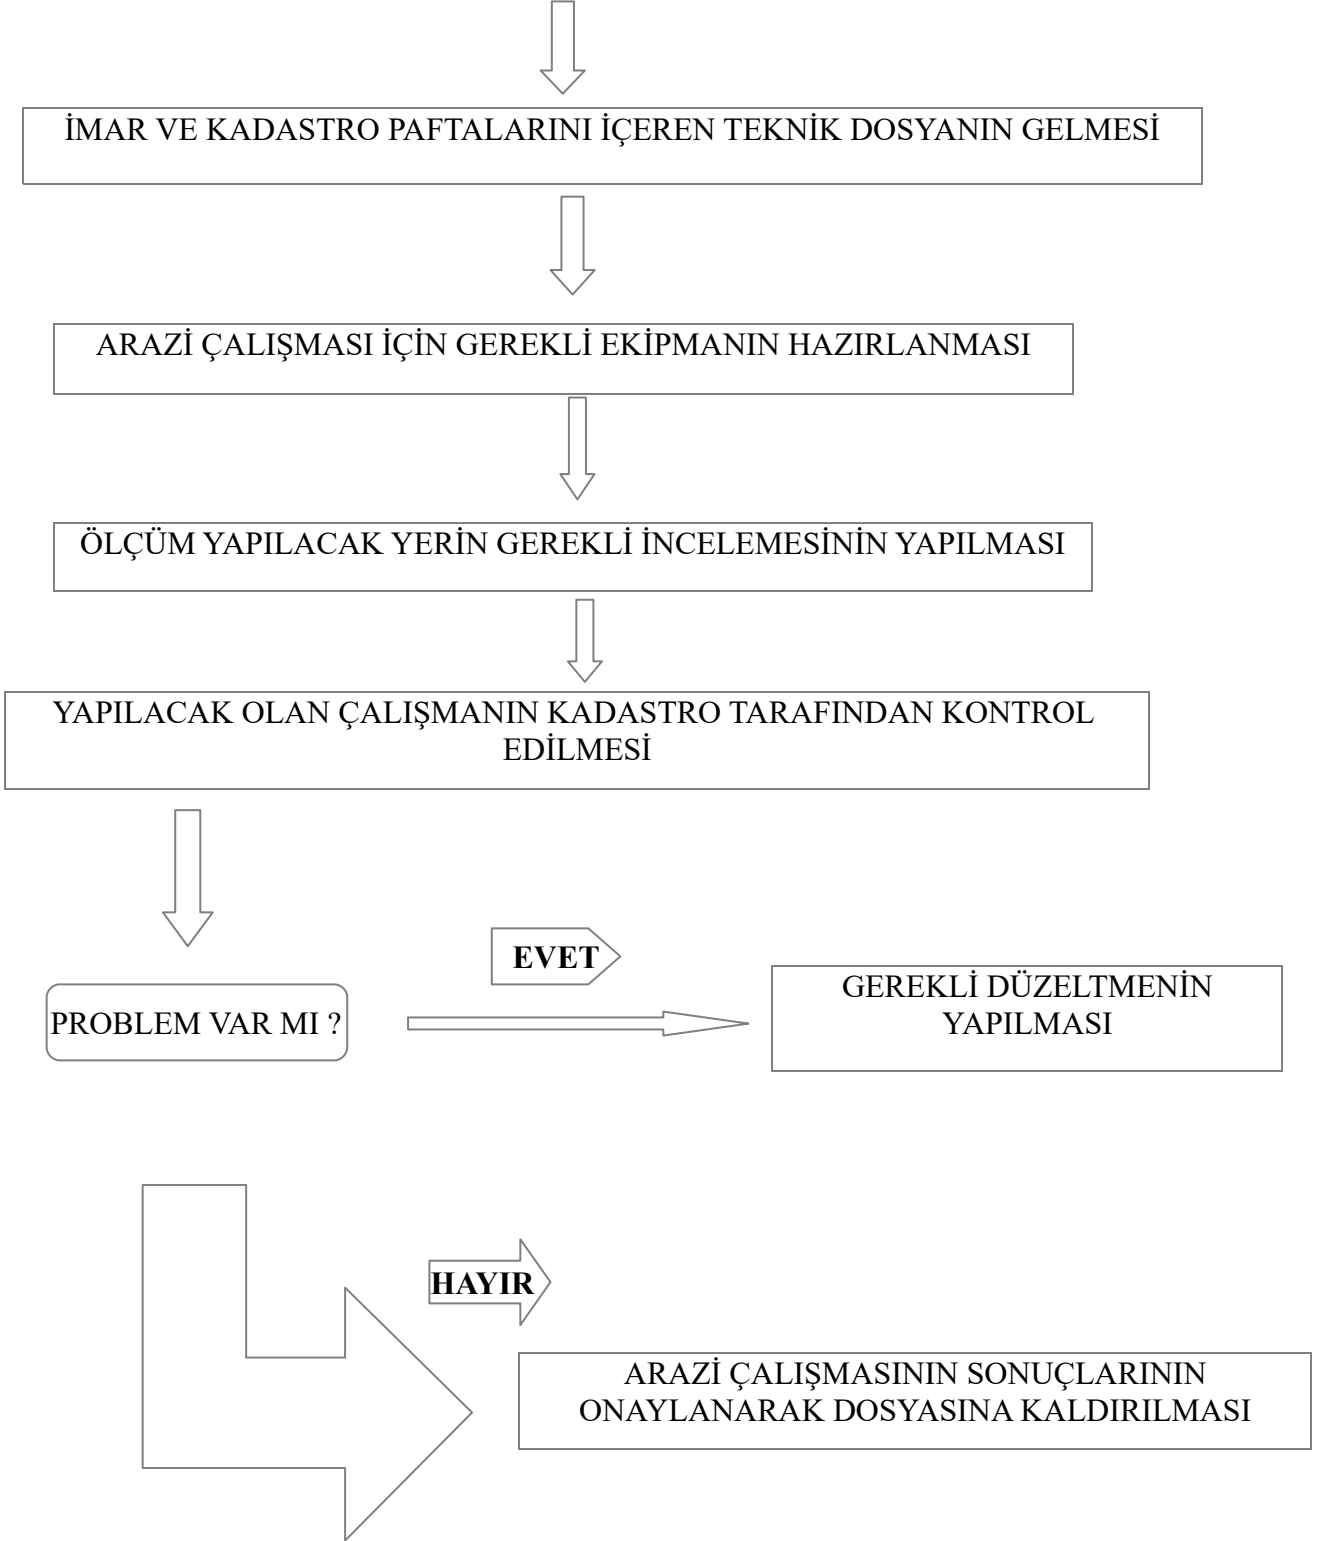 İMAR VE KADASTRO PAFTALARINI İÇEREN TEKNİK DOSYANIN GELMESİ
ARAZİ ÇALIŞMASI İÇİN GEREKLİ EKİPMANIN HAZIRLANMASI
ÖLÇÜM YAPILACAK YERİN GEREKLİ İNCELEMESİNİN YAPILMASI
YAPILACAK OLAN ÇALIŞMANIN KADASTRO TARAFINDAN KONTROL
EDİLMESİ
EVET
GEREKLİ DÜZELTMENİN
YAPILMASI
PROBLEM VAR MI ?
HAYIR
ARAZİ ÇALIŞMASININ SONUÇLARININ
ONAYLANARAK DOSYASINA KALDIRILMASI